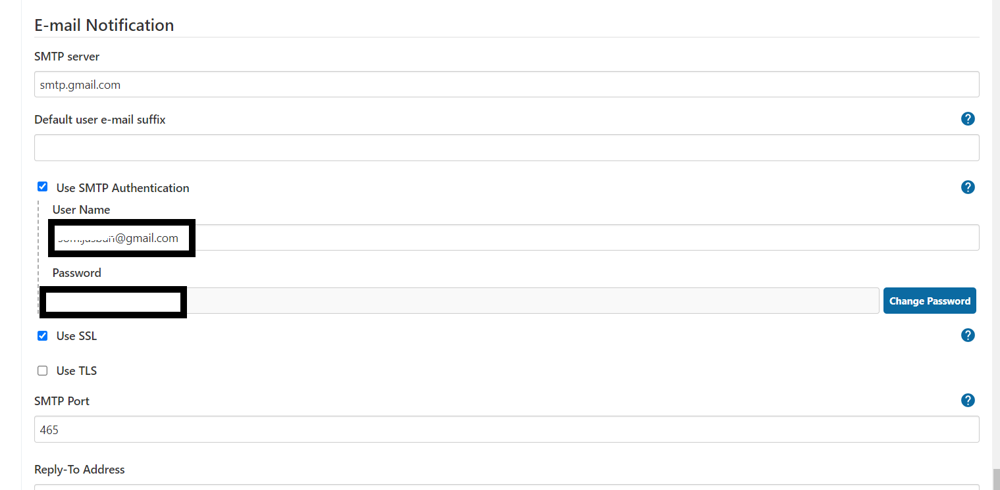 E-mail Notification
SMTP server
smtp.gmail.com
Default user e-mail suffix
?
Use SMTP Authentication
?
User Name
@gmail.com
Password
Change Password
Use SSL
?
Use TLS
SMTP Port
?
465
Reply-To Address